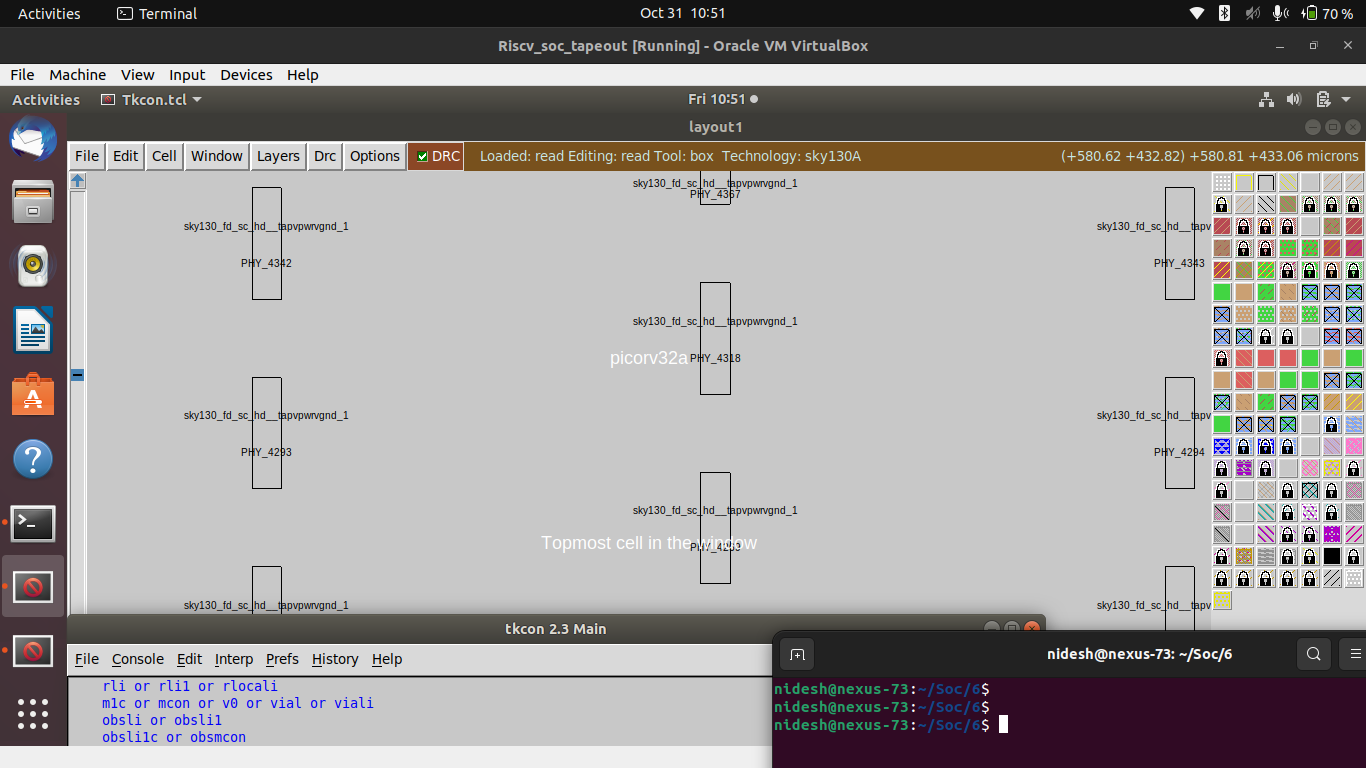 Activities Terminal Oct 31 10:51 70 %
Riscv_soc_tapeout [Running] - Oracle VM VirtualBox
File Machine View Input Devices Help
Activities Tkcon.tcl Fri 10:51
layout1
File Edit Cell Window Layers Drc Options DRC Loaded: read Editing: read Tool: box Technology: sky130A (+580.62 +432.82) +580.81 +433.06 microns
sky130_fd_sc_hd__tapvpwrvgnd_1
PHY_4367
sky130_fd_sc_hd__tapvpwrvgnd_1 sky130_fd_sc_hd__tapv
PHY_4342 PHY_4343
sky130_fd_sc_hd__tapvpwrvgnd_1
picorv32a PHY_4318
sky130_fd_sc_hd__tapvpwrvgnd_1 sky130_fd_sc_hd__tapv
PHY_4293 PHY_4294
sky130_fd_sc_hd__tapvpwrvgnd_1
Topmost cell in the window
sky130_fd_sc_hd__tapvpwrvgnd_1 sky130_fd_sc_hd__tapv
tkcon 2.3 Main
File Console Edit Interp Prefs History Help
rli or rli1 or rlocali
m1c or mcon or v0 or vial or viali
obsli or obsli1
obsli1c or obsmcon
nidesh@nexus-73: ~/Soc/6
nidesh@nexus-73:~/Soc/6$
nidesh@nexus-73:~/Soc/6$
nidesh@nexus-73:~/Soc/6$